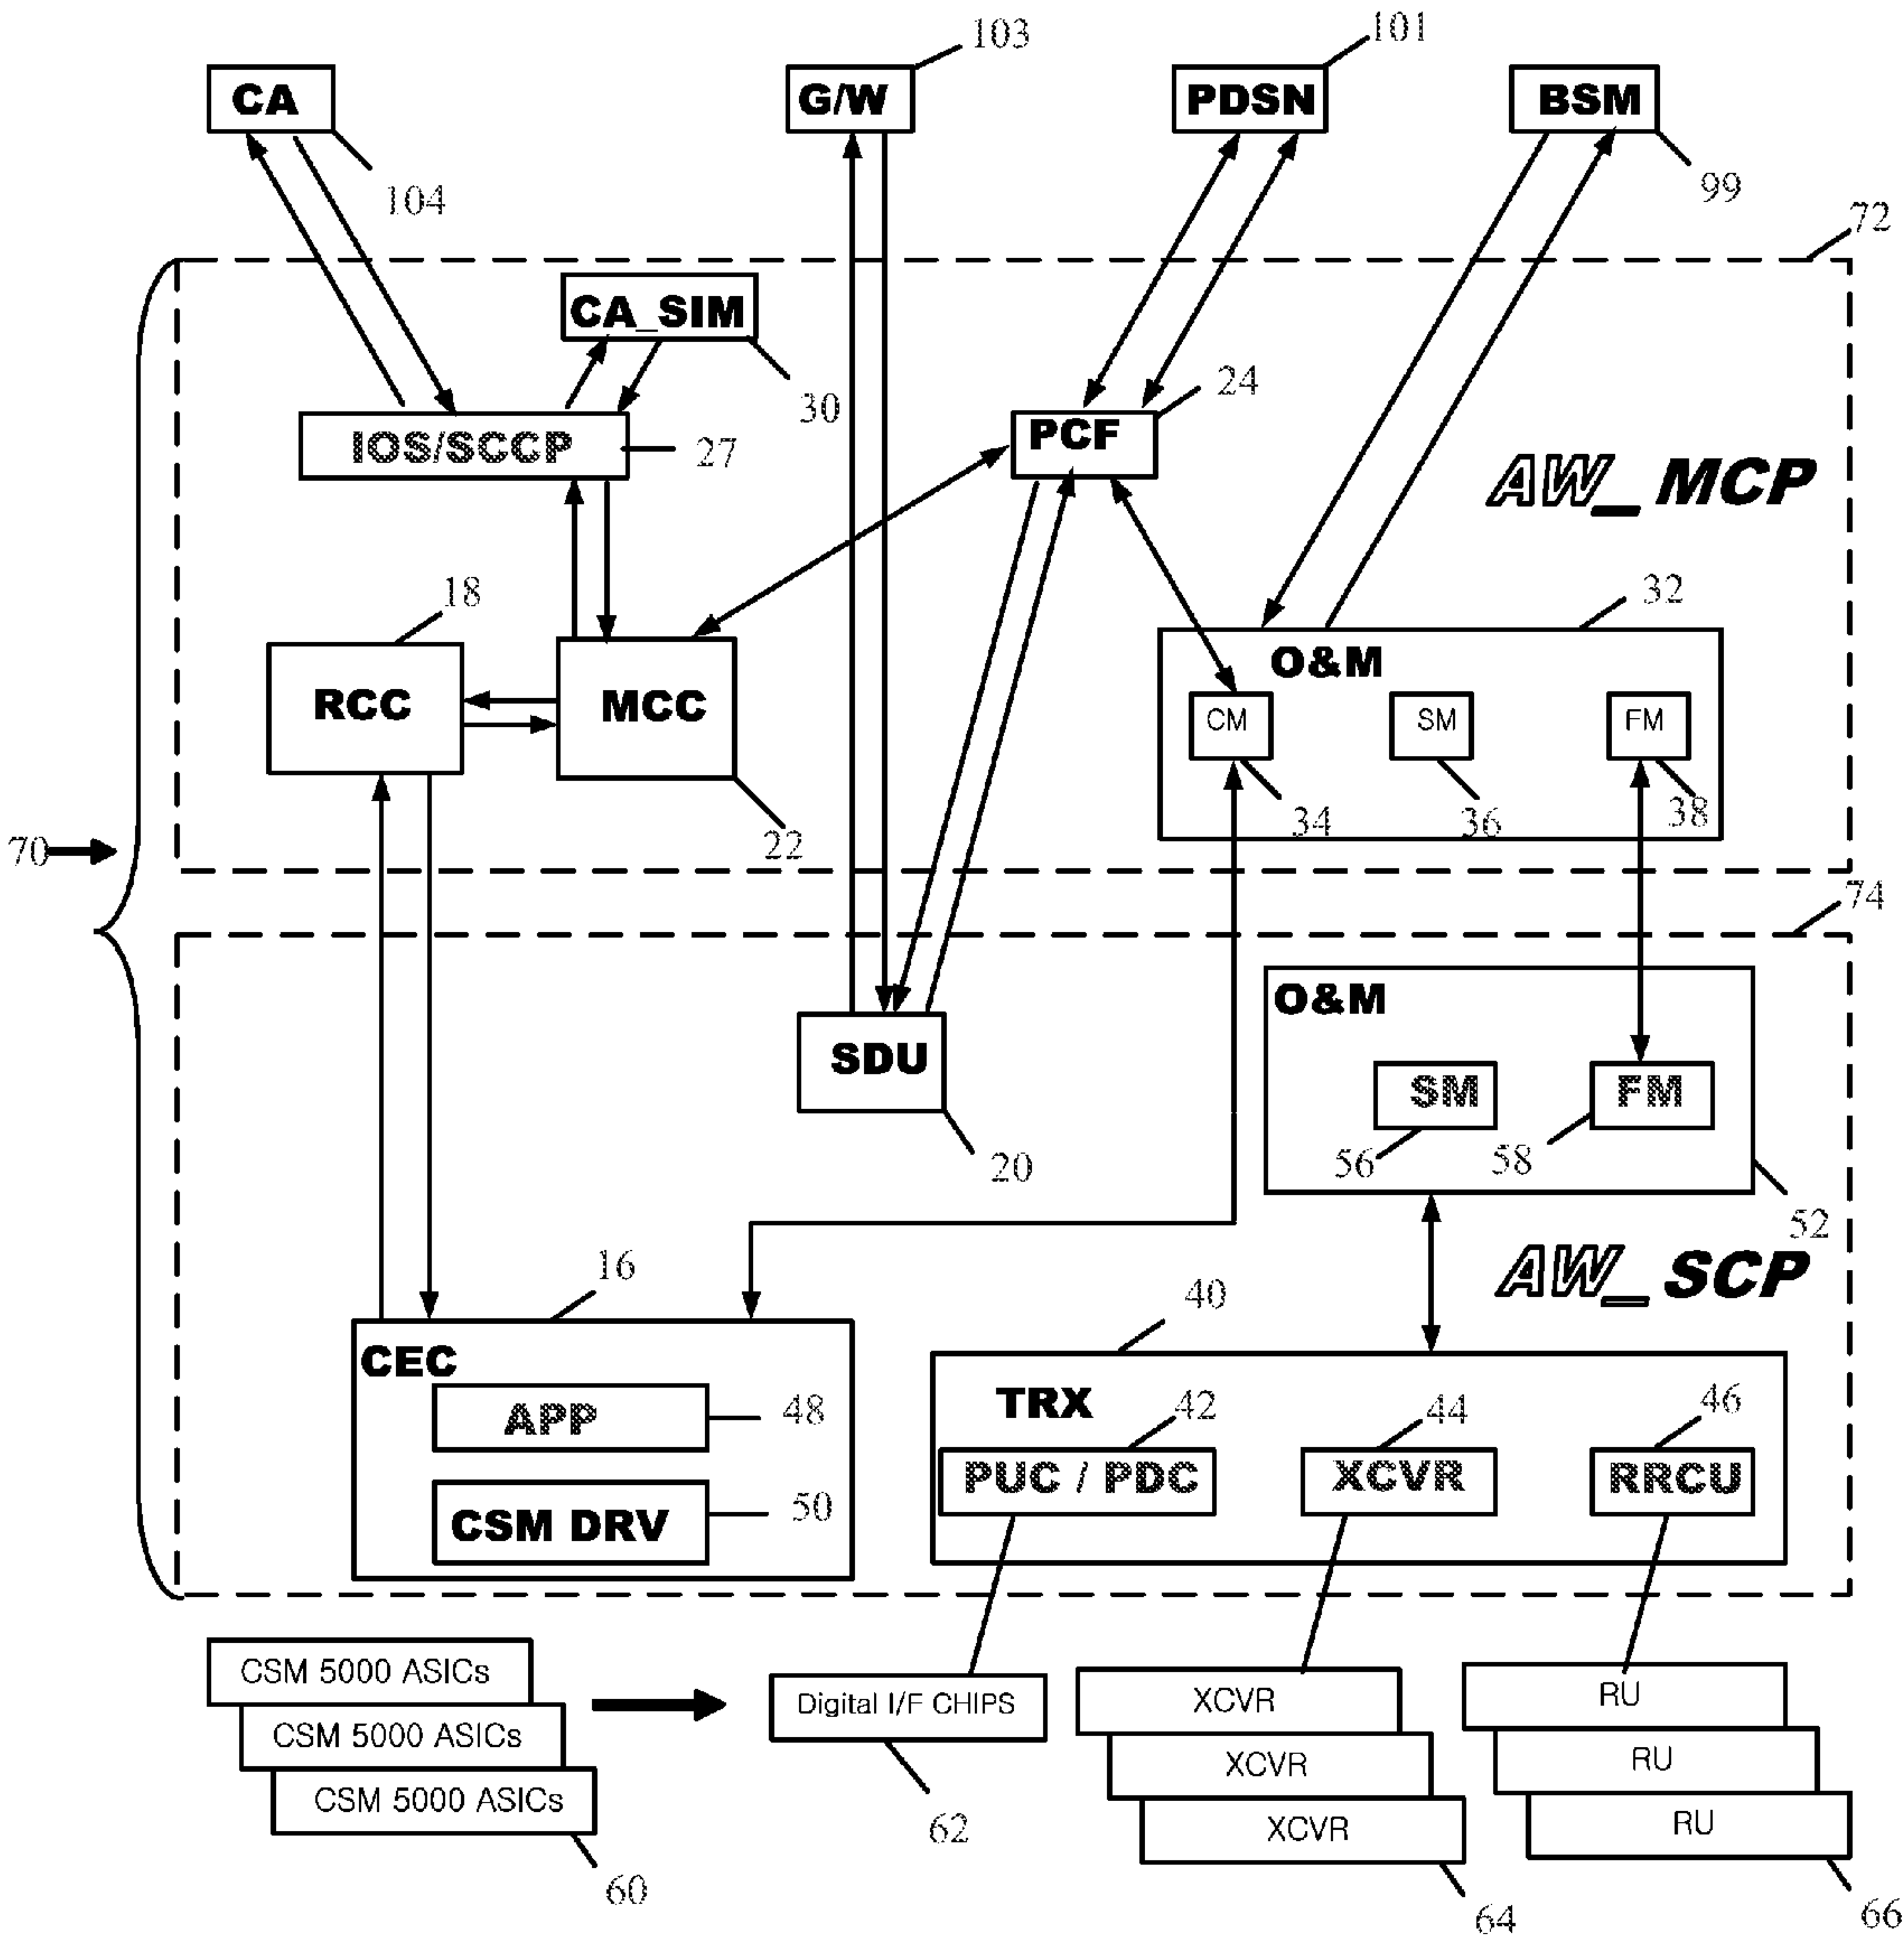 103
101
CA
G/W
PDSN
BSM
104
99
72
CA_SIM
30
24
IOS/SCCP
27
PCF
AW_MCP
18
32
RCC
MCC
O&M
CM
SM
FM
34
36
38
22
70
74
O&M
SDU
SM
FM
56
58
20
52
16
AW_SCP
40
CEC
TRX
APP
48
42
44
46
PUC / PDC
XCVR
RRCU
CSM DRV
50
CSM 5000 ASICs
CSM 5000 ASICs
CSM 5000 ASICs
Digital I/F CHIPS
XCVR
XCVR
XCVR
RU
RU
RU
62
60
64
66